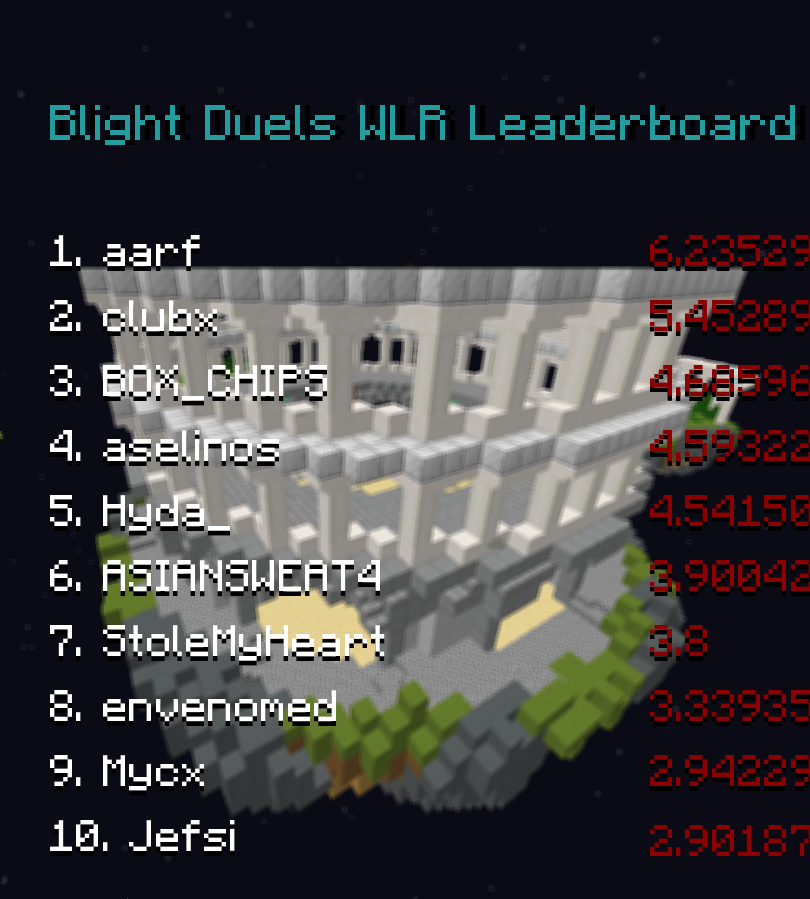 Blight Duels WLR Leaderboard
1. aarf 6.23529
2. clubx 5.45289
3. BOX_CHIPS 4.68596
4. aselinos 4.59322
5. Hyda_ 4.54150
6. ASIANSWEAT4 3.90042
7. StoleMyHeart 3.8
8. envenomed 3.33935
9. Mycx 2.94229
10. Jefsi 2.90187